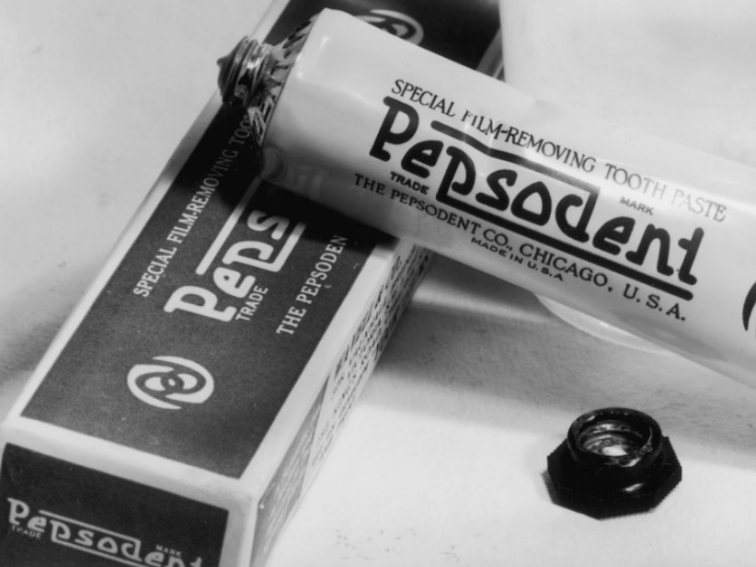 SPECIAL FILM-REMOVING TOOTH PASTE
Pepsodent
TRADE MARK
THE PEPSODENT CO., CHICAGO, U.S.A.
MADE IN U.S.A.
SPECIAL FILM-REMOVING
Peps
TRADE
THE PEPSODEN
Pepsodent
TRADE MARK